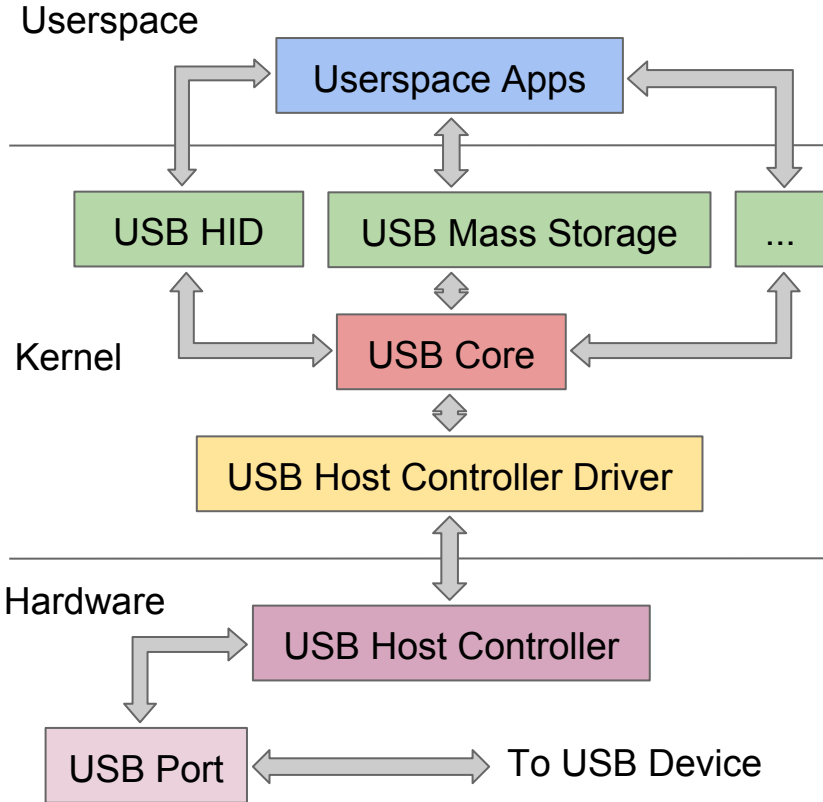 Userspace
Userspace Apps
USB HID
USB Mass Storage
...
Kernel
USB Core
USB Host Controller Driver
Hardware
USB Host Controller
USB Port
To USB Device